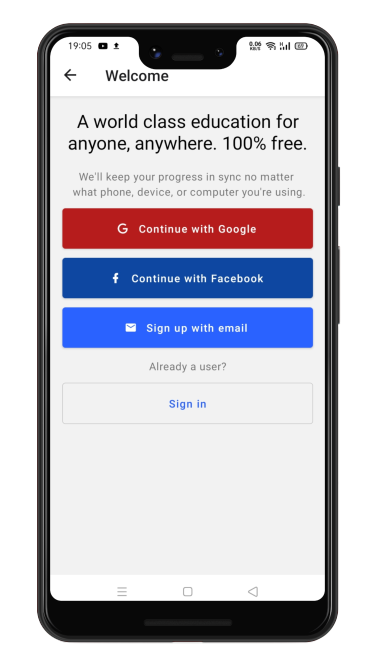 19:05
0.06
KB/S
Welcome
A world class education for
anyone, anywhere. 100% free.
We'll keep your progress in sync no matter
what phone, device, or computer you're using.
G Continue with Google
f Continue with Facebook
Sign up with email
Already a user?
Sign in